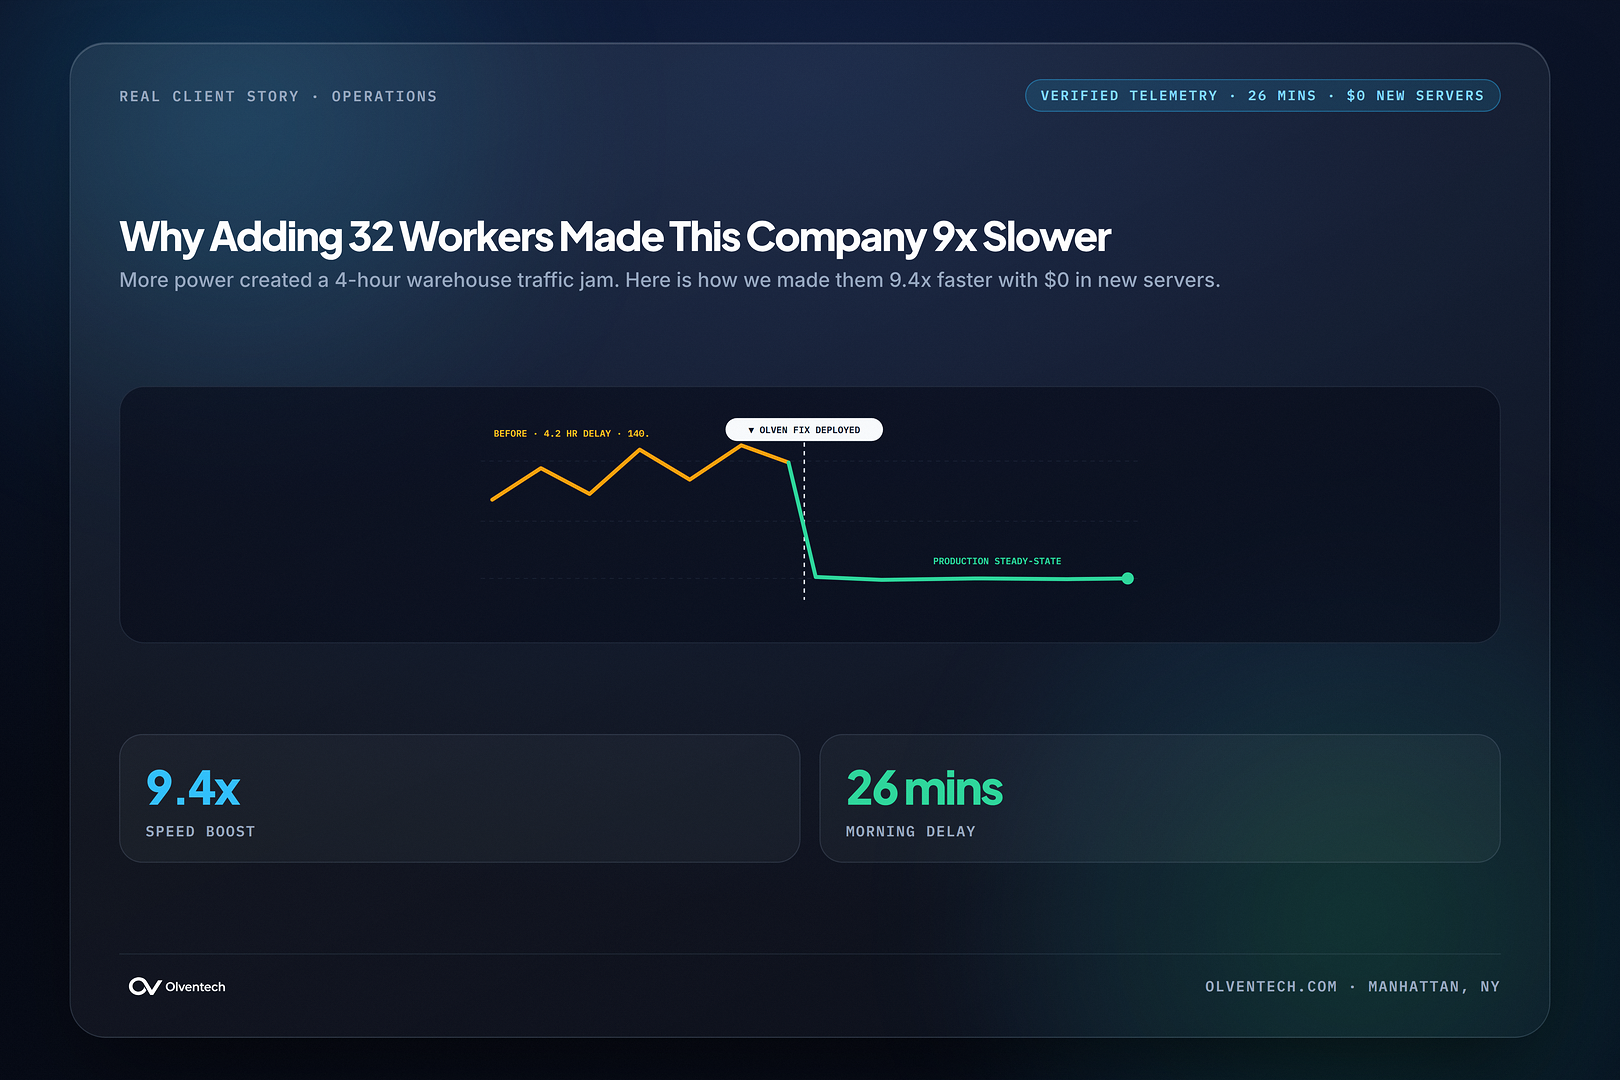 REAL CLIENT STORY · OPERATIONS
VERIFIED TELEMETRY · 26 MINS · $0 NEW SERVERS
Why Adding 32 Workers Made This Company 9x Slower
More power created a 4-hour warehouse traffic jam. Here is how we made them 9.4x faster with $0 in new servers.
BEFORE · 4.2 HR DELAY · 140.
▼ OLVEN FIX DEPLOYED
PRODUCTION STEADY-STATE
9.4x
SPEED BOOST
26 mins
MORNING DELAY
Olventech
OLVENTECH.COM · MANHATTAN, NY